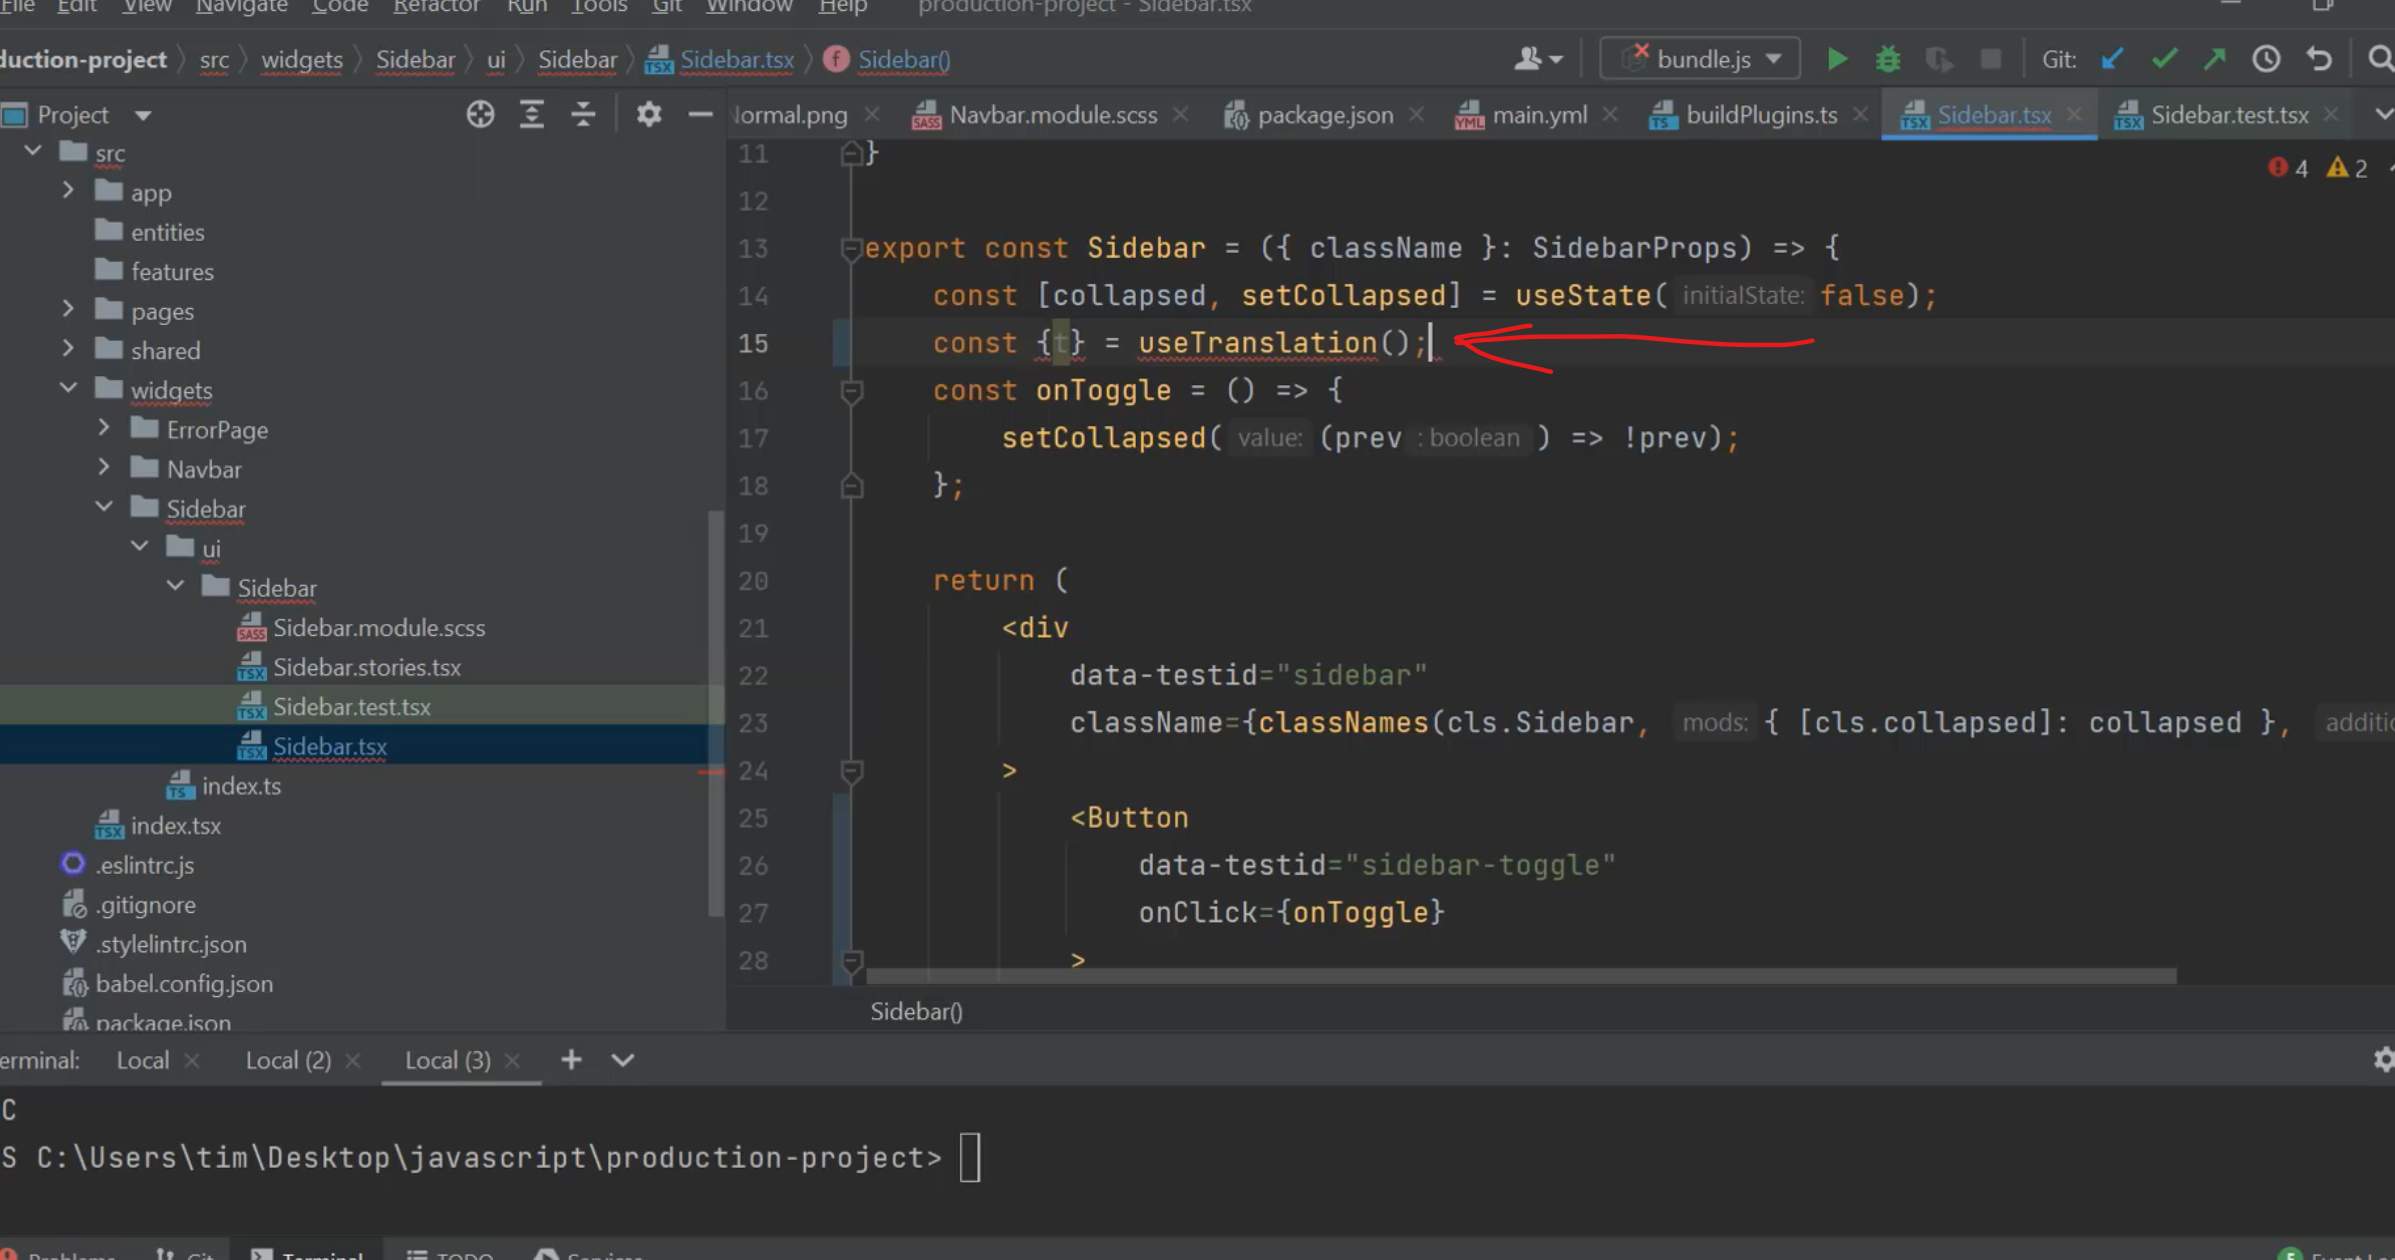 File Edit View Navigate Code Refactor Run Tools Git Window Help production-project - Sidebar.tsx
duction-project src widgets Sidebar ui Sidebar Sidebar.tsx Sidebar() bundle.js Git:
Project
Normal.png Navbar.module.scss package.json main.yml buildPlugins.ts Sidebar.tsx Sidebar.test.tsx
src
app
entities
features
pages
shared
widgets
ErrorPage
Navbar
Sidebar
ui
Sidebar
Sidebar.module.scss
Sidebar.stories.tsx
Sidebar.test.tsx
Sidebar.tsx
index.ts
index.tsx
.eslintrc.js
.gitignore
.stylelintrc.json
babel.config.json
package.json
4 2
11 }
12
13 export const Sidebar = ({ className }: SidebarProps) => {
14 const [collapsed, setCollapsed] = useState( initialState: false);
15 const {t} = useTranslation();
16 const onToggle = () => {
17 setCollapsed( value: (prev : boolean ) => !prev);
18 };
19
20 return (
21 <div
22 data-testid="sidebar"
23 className={classNames(cls.Sidebar, mods: { [cls.collapsed]: collapsed }, additio
24 >
25 <Button
26 data-testid="sidebar-toggle"
27 onClick={onToggle}
28 >
Sidebar()
erminal: Local Local (2) Local (3)
C
S C:\Users\tim\Desktop\javascript\production-project>
Problems Git Terminal TODO Services 5 Event Lo